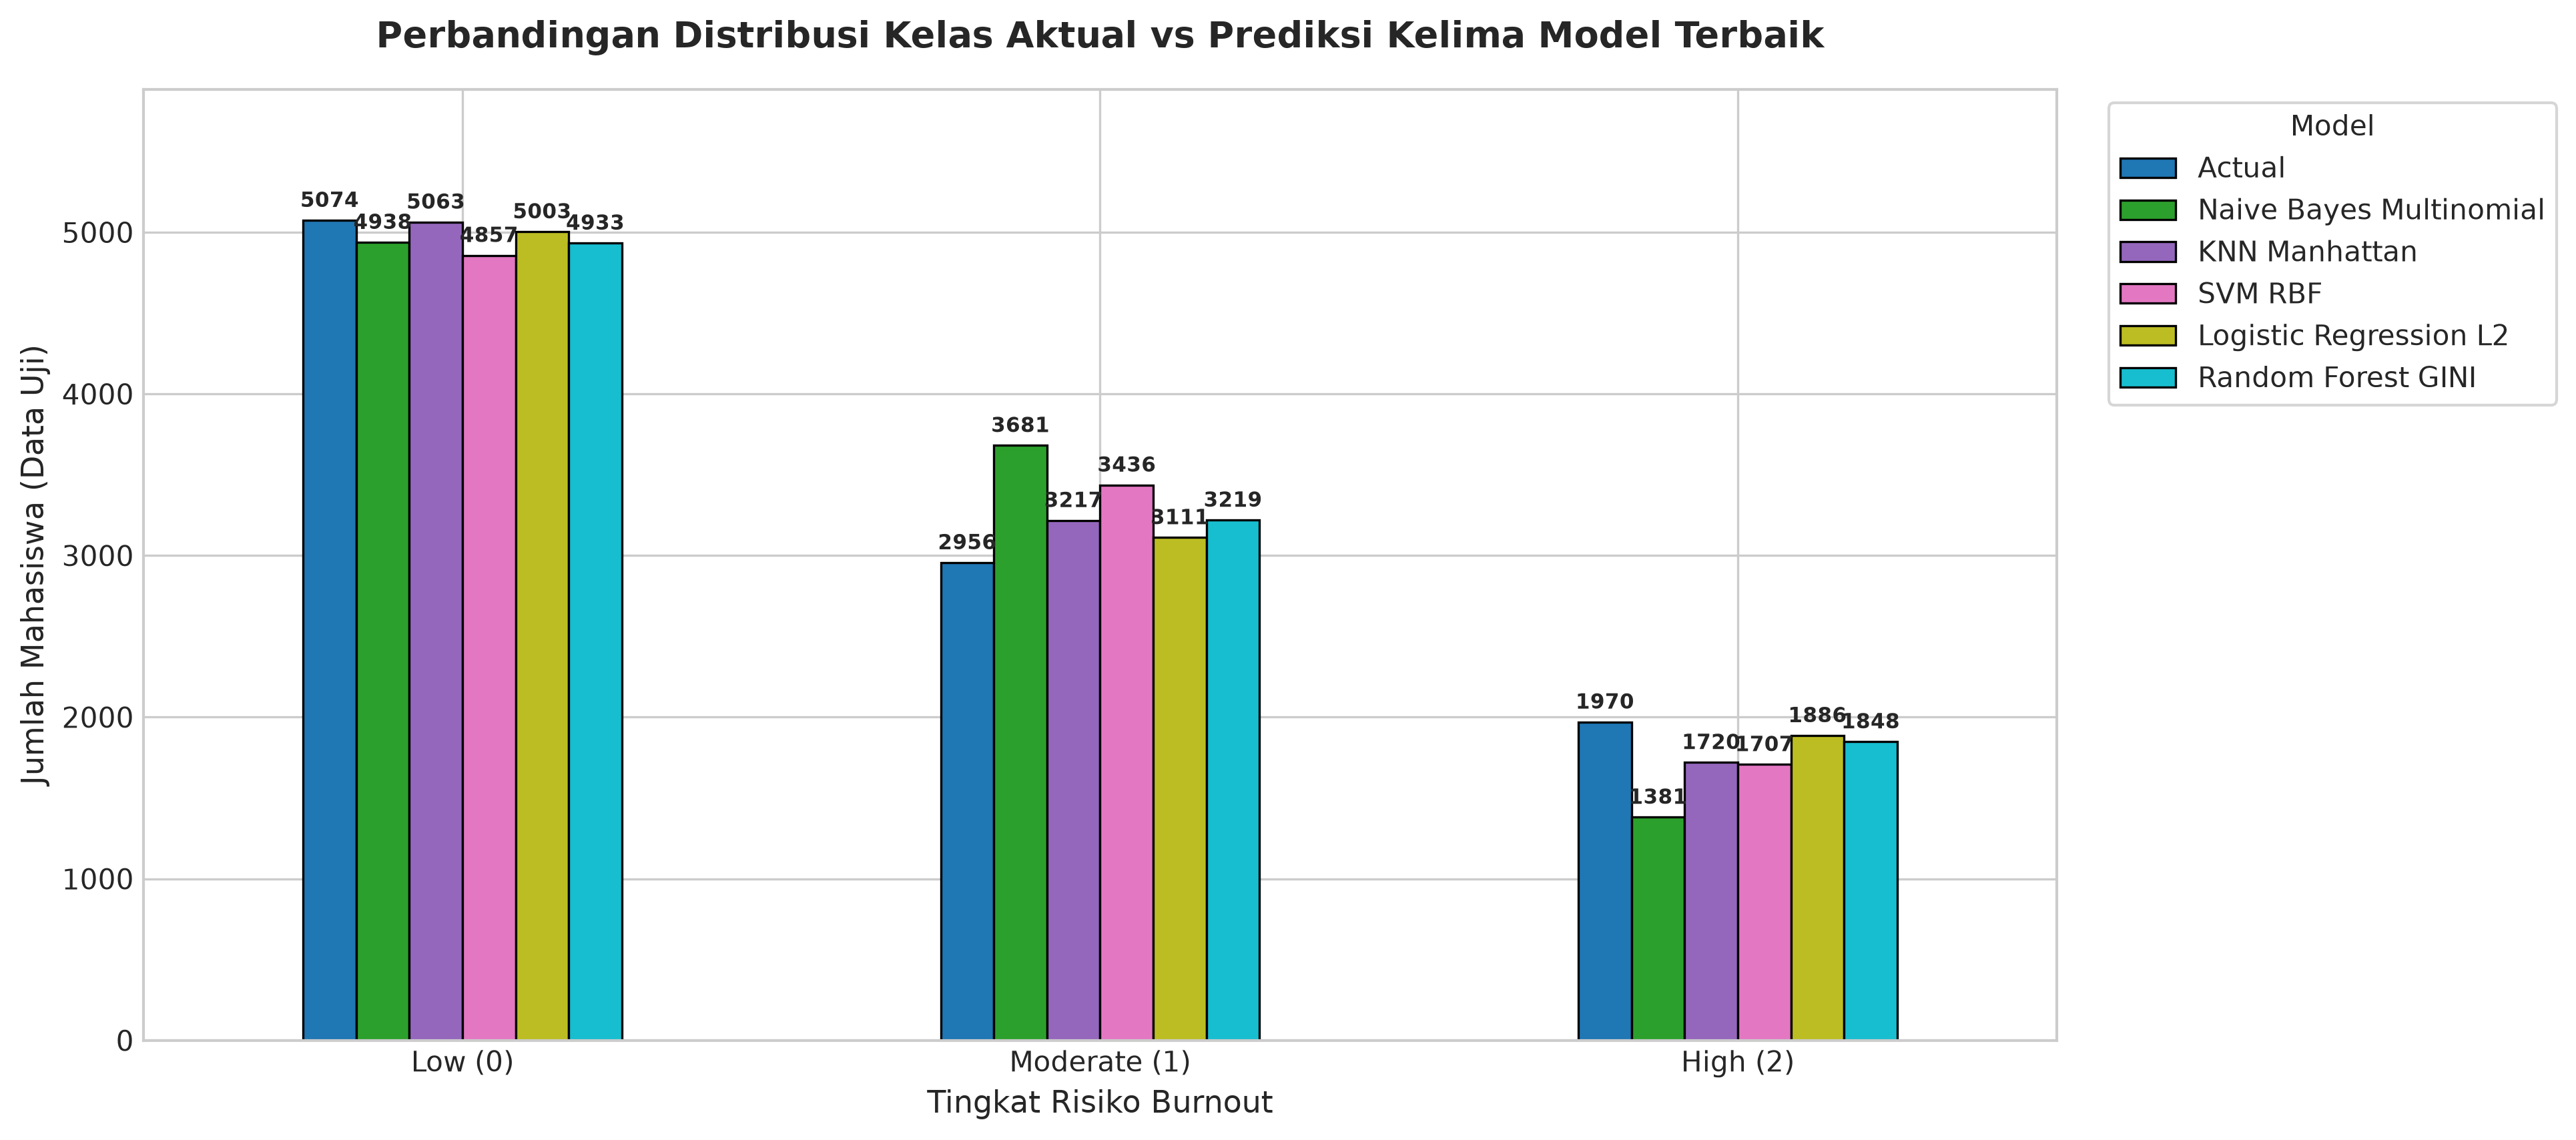 Perbandingan Distribusi Kelas Aktual vs Prediksi Kelima Model Terbaik
Jumlah Mahasiswa (Data Uji)
5000
4000
3000
2000
1000
0
5074
4938
5063
4857
5003
4933
2956
3681
3217
3436
3111
3219
1970
1381
1720
1707
1886
1848
Low (0)
Moderate (1)
High (2)
Tingkat Risiko Burnout
Model
Actual
Naive Bayes Multinomial
KNN Manhattan
SVM RBF
Logistic Regression L2
Random Forest GINI